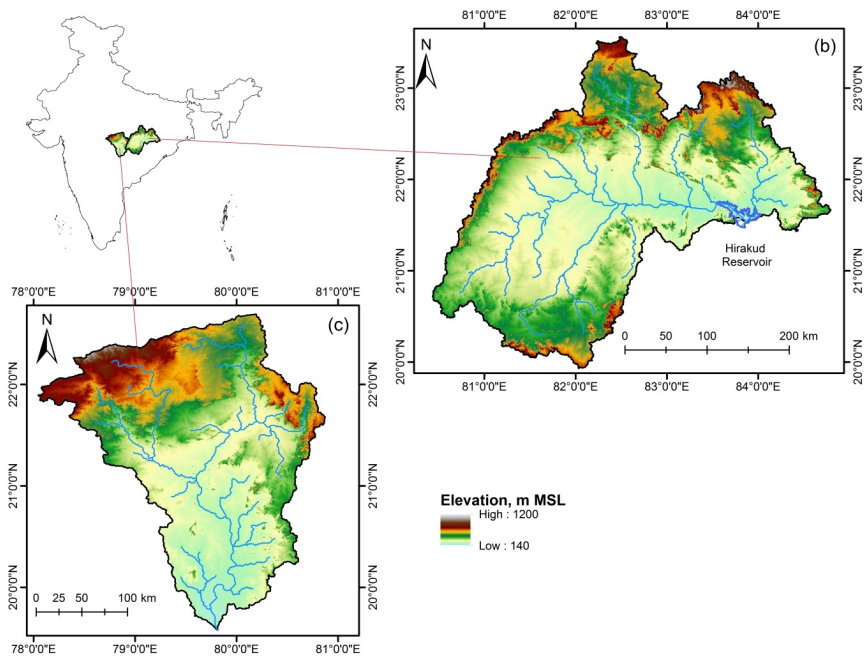 81°0'0"E 82°0'0"E 83°0'0"E 84°0'0"E
N
(b)
23°0'0"N
23°0'0"N
22°0'0"N
22°0'0"N
21°0'0"N
21°0'0"N
20°0'0"N
20°0'0"N
Hirakud
Reservoir
0 50 100 200 km
81°0'0"E 82°0'0"E 83°0'0"E 84°0'0"E
78°0'0"E 79°0'0"E 80°0'0"E 81°0'0"E
N
(c)
22°0'0"N
22°0'0"N
21°0'0"N
21°0'0"N
20°0'0"N
20°0'0"N
0 25 50 100 km
78°0'0"E 79°0'0"E 80°0'0"E 81°0'0"E
Elevation, m MSL
High : 1200
Low : 140